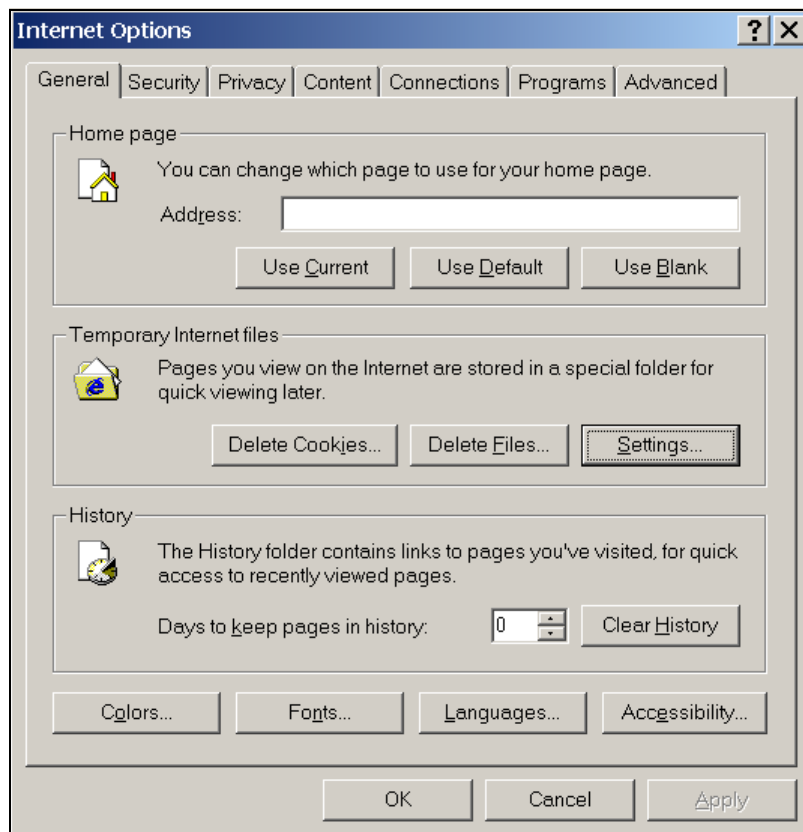 Internet Options
General Security Privacy Content Connections Programs Advanced
Home page
You can change which page to use for your home page.
Address:
Use Current Use Default Use Blank
Temporary Internet files
Pages you view on the Internet are stored in a special folder for
quick viewing later.
Delete Cookies... Delete Files... Settings...
History
The History folder contains links to pages you've visited, for quick
access to recently viewed pages.
Days to keep pages in history: 0 Clear History
Colors... Fonts... Languages... Accessibility...
OK Cancel Apply